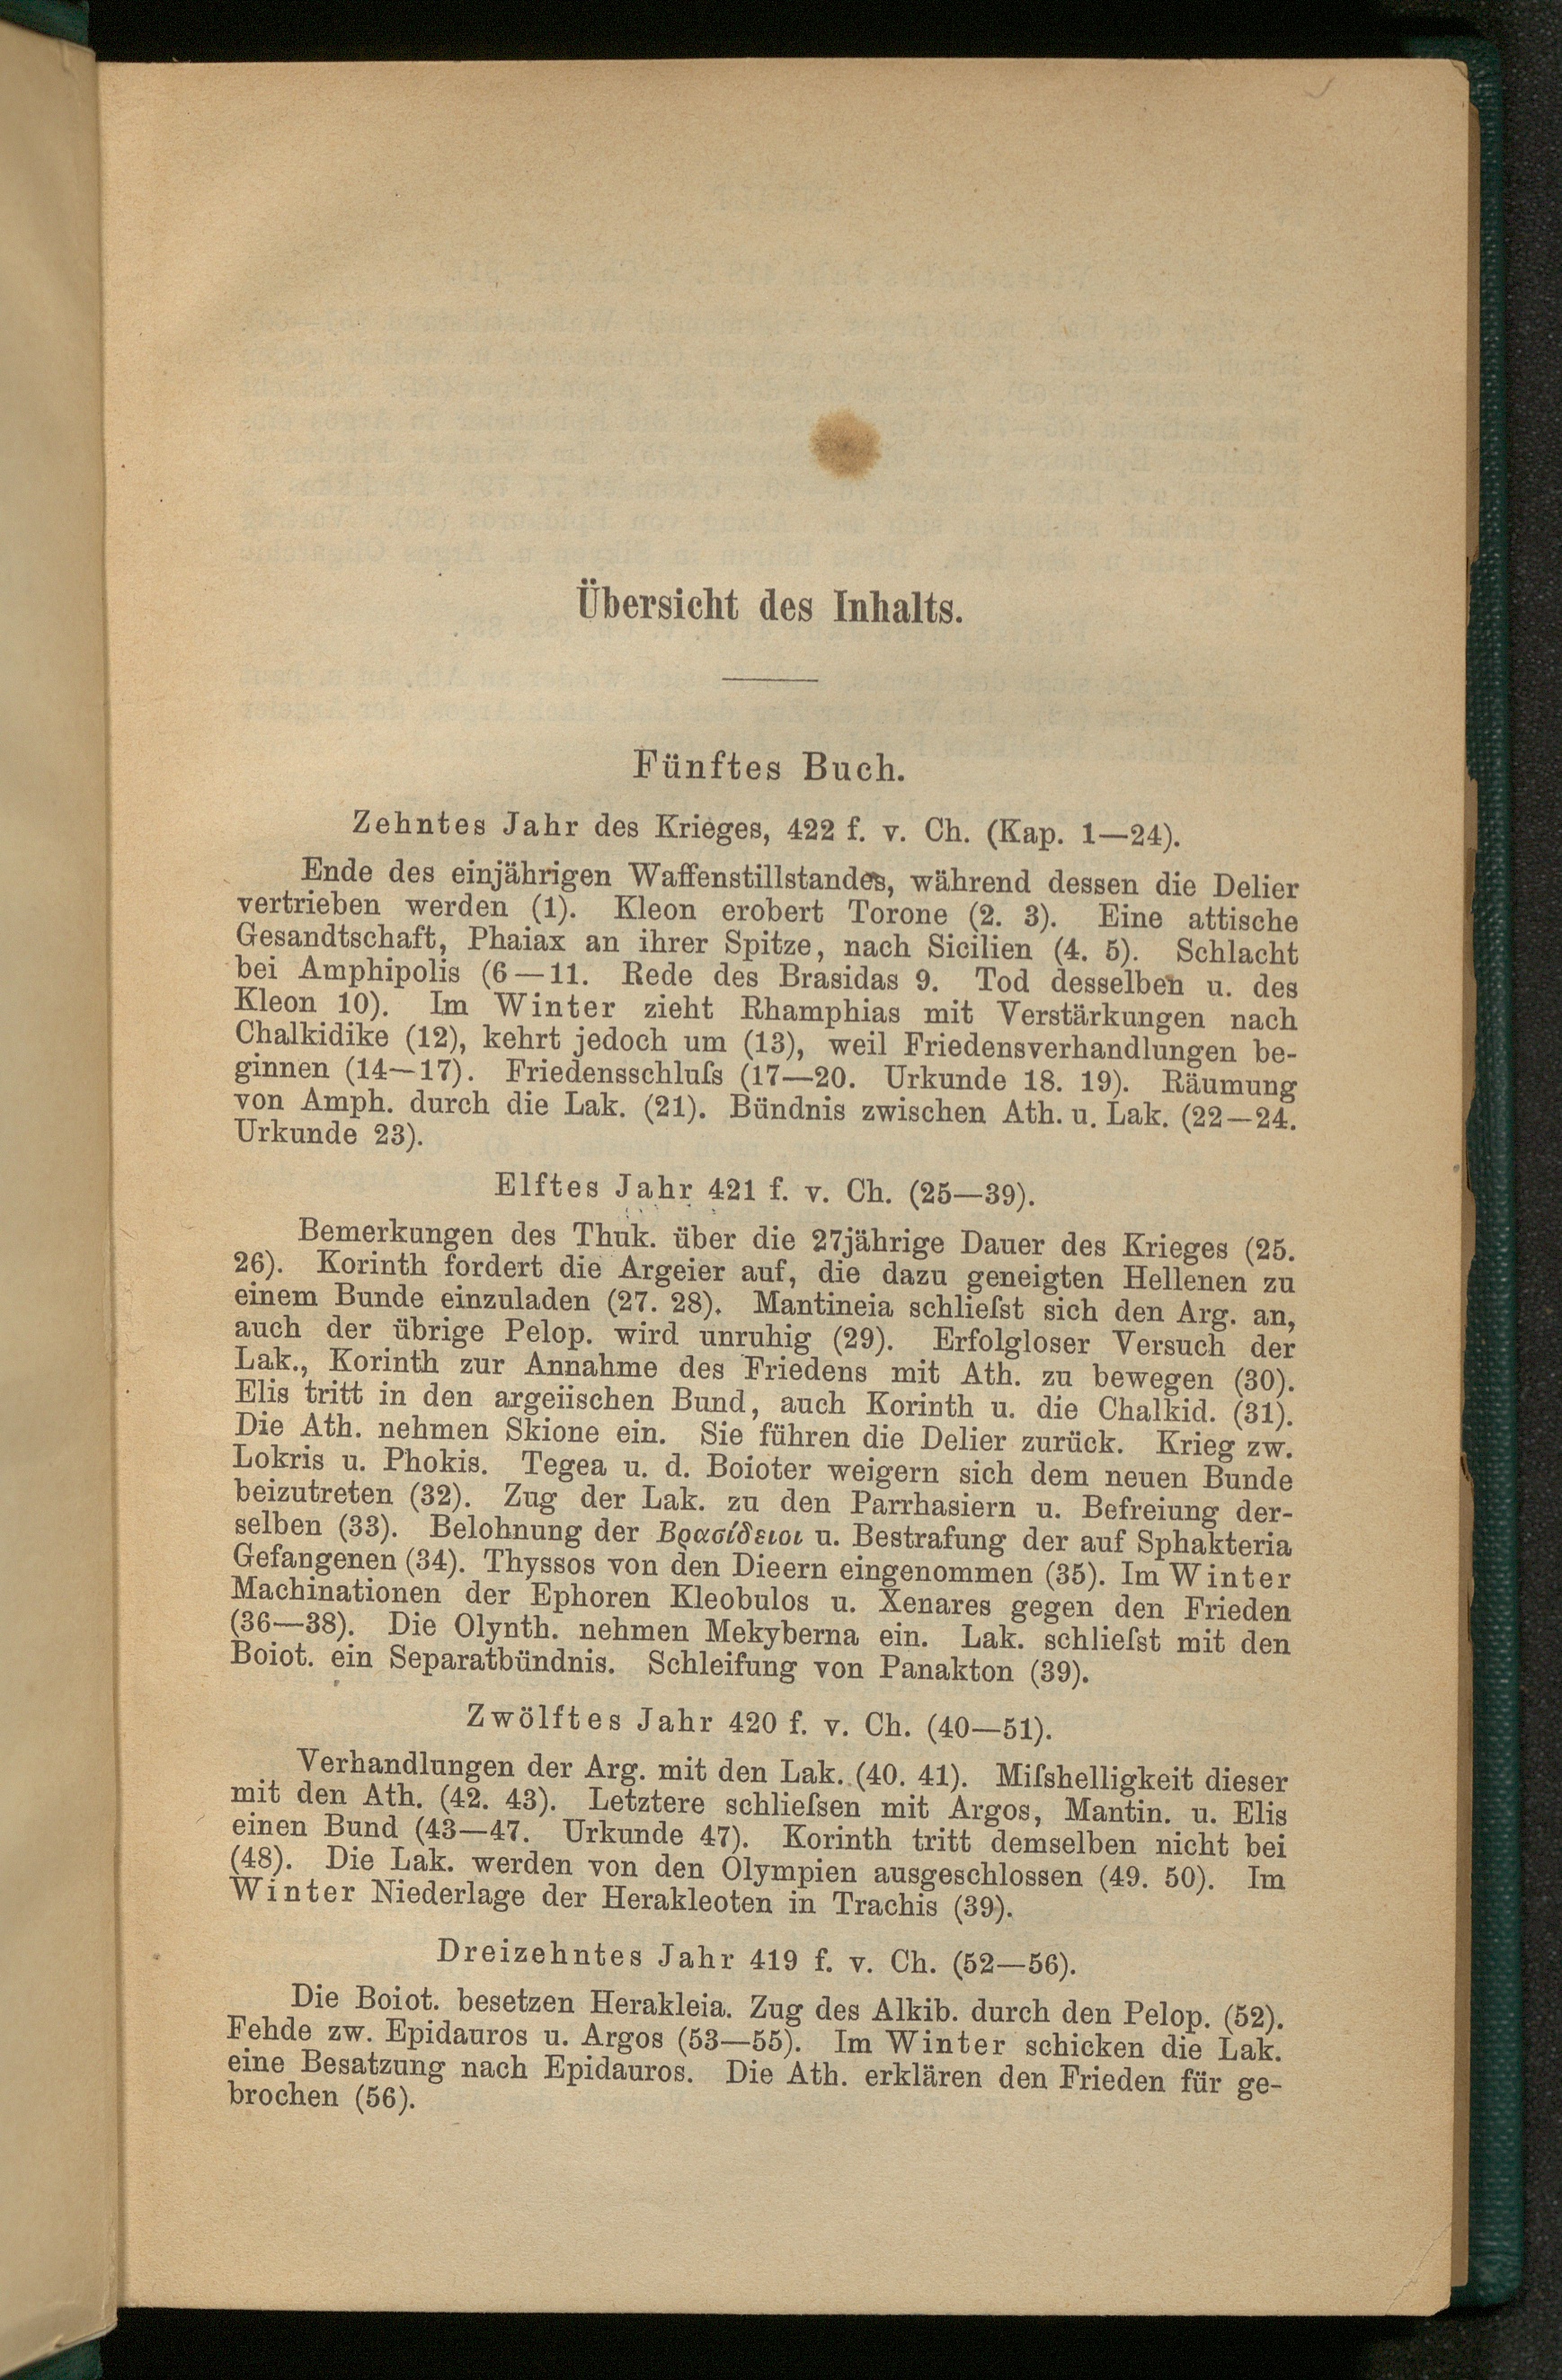 Übersicht des Inhalts.
Fünftes Buch.
Zehntes Jahr des Krieges, 422 f. v. Ch. (Kap. 1—24).
Ende des einjährigen Waffenstillstandes, während dessen die Delier
vertrieben werden (1). Kleon erobert Torone (2. 3). Eine attische
Gesandtschaft, Phaiax an ihrer Spitze, nach Sicilien (4. 5). Schlacht
bei Amphipolis (6—11. Rede des Brasidas 9. Tod desselben u. des
Kleon 10). Im Winter zieht Rhamphias mit Verstärkungen nach
Chalkidike (12), kehrt jedoch um (13), weil Friedensverhandlungen be-
ginnen (14—17). Friedensschluſs (17—20. Urkunde 18. 19). Räumung
von Amph. durch die Lak. (21). Bündnis zwischen Ath. u. Lak. (22—24.
Urkunde 23).
Elftes Jahr 421 f. v. Ch. (25—39).
Bemerkungen des Thuk. über die 27jährige Dauer des Krieges (25.
26). Korinth fordert die Argeier auf, die dazu geneigten Hellenen zu
einem Bunde einzuladen (27. 28). Mantineia schlieſst sich den Arg. an,
auch der übrige Pelop. wird unruhig (29). Erfolgloser Versuch der
Lak., Korinth zur Annahme des Friedens mit Ath. zu bewegen (30).
Elis tritt in den argeiischen Bund, auch Korinth u. die Chalkid. (31).
Die Ath. nehmen Skione ein. Sie führen die Delier zurück. Krieg zw.
Lokris u. Phokis. Tegea u. d. Boioter weigern sich dem neuen Bunde
beizutreten (32). Zug der Lak. zu den Parrhasiern u. Befreiung der-
selben (33). Belohnung der Βρασίδειοι u. Bestrafung der auf Sphakteria
Gefangenen (34). Thyssos von den Dieern eingenommen (35). Im Winter
Machinationen der Ephoren Kleobulos u. Xenares gegen den Frieden
(36—38). Die Olynth. nehmen Mekyberna ein. Lak. schlieſst mit den
Boiot. ein Separatbündnis. Schleifung von Panakton (39).
Zwölftes Jahr 420 f. v. Ch. (40—51).
Verhandlungen der Arg. mit den Lak. (40. 41). Miſshelligkeit dieser
mit den Ath. (42. 43). Letztere schlieſsen mit Argos, Mantin. u. Elis
einen Bund (43—47. Urkunde 47). Korinth tritt demselben nicht bei
(48). Die Lak. werden von den Olympien ausgeschlossen (49. 50). Im
Winter Niederlage der Herakleoten in Trachis (39).
Dreizehntes Jahr 419 f. v. Ch. (52—56).
Die Boiot. besetzen Herakleia. Zug des Alkib. durch den Pelop. (52).
Fehde zw. Epidauros u. Argos (53—55). Im Winter schicken die Lak.
eine Besatzung nach Epidauros. Die Ath. erklären den Frieden für ge-
brochen (56).